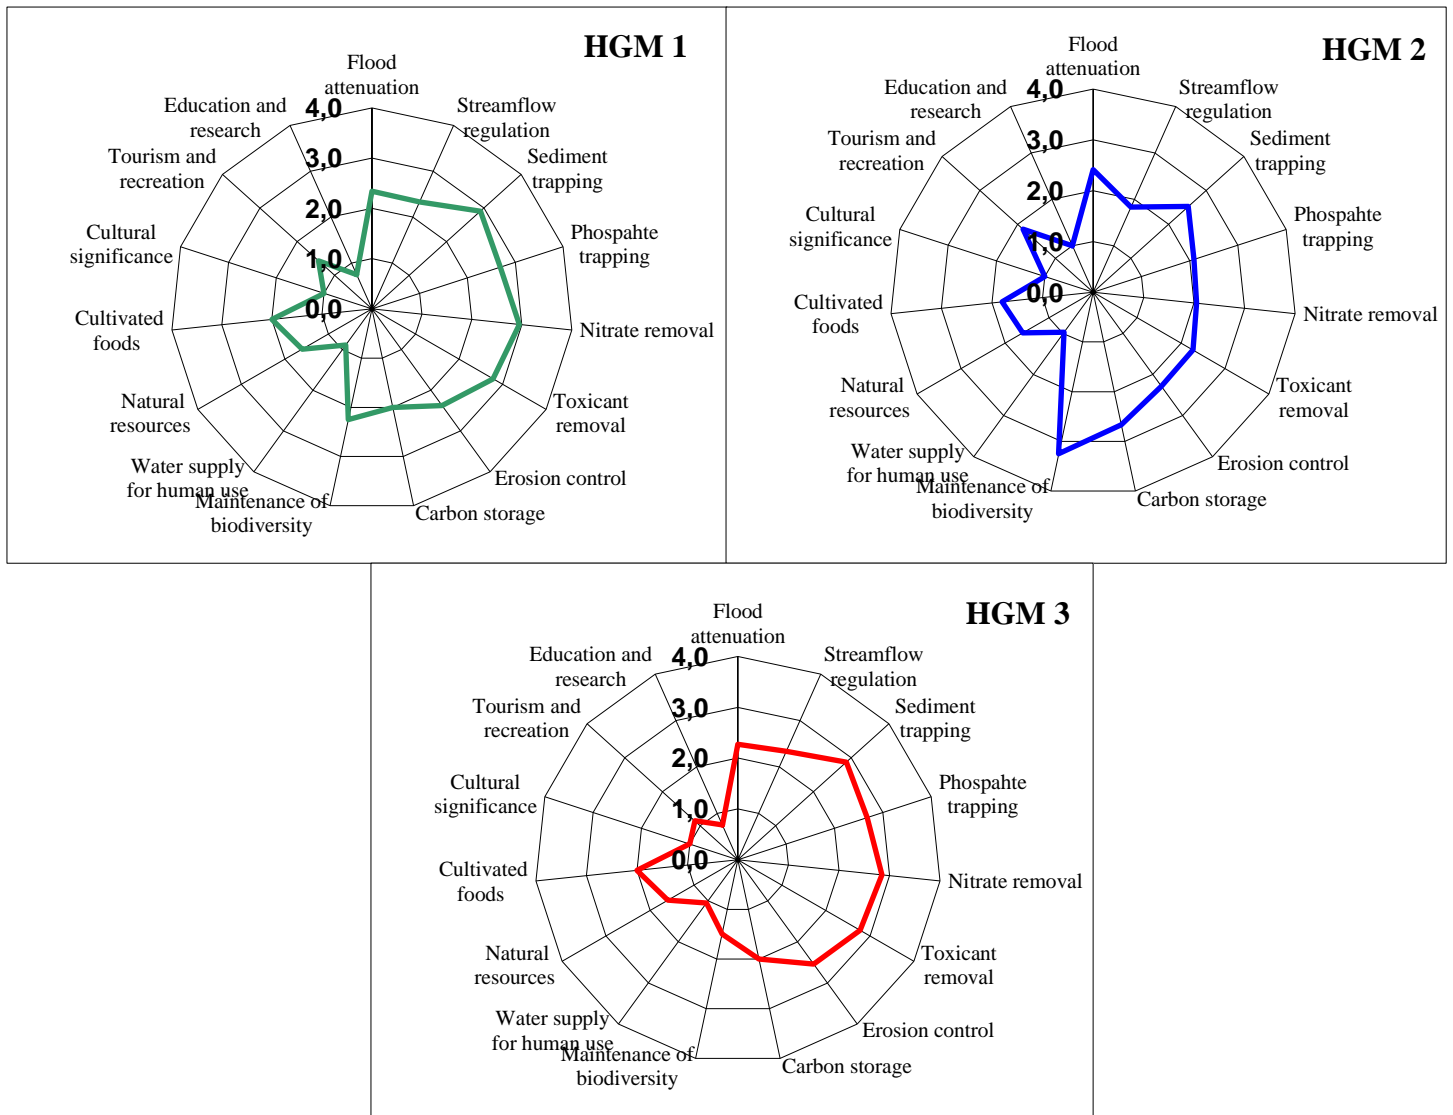 HGM 1
Flood
attenuation
Streamflow
regulation
Sediment
trapping
Phospahte
trapping
Nitrate removal
Toxicant
removal
Erosion control
Carbon storage
Maintenance of
biodiversity
Water supply
for human use
Natural
resources
Cultivated
foods
Cultural
significance
Tourism and
recreation
Education and
research
4,0
3,0
2,0
1,0
0,0
HGM 2
Flood
attenuation
Streamflow
regulation
Sediment
trapping
Phospahte
trapping
Nitrate removal
Toxicant
removal
Erosion control
Carbon storage
Maintenance of
biodiversity
Water supply
for human use
Natural
resources
Cultivated
foods
Cultural
significance
Tourism and
recreation
Education and
research
4,0
3,0
2,0
1,0
0,0
HGM 3
Flood
attenuation
Streamflow
regulation
Sediment
trapping
Phospahte
trapping
Nitrate removal
Toxicant
removal
Erosion control
Carbon storage
Maintenance of
biodiversity
Water supply
for human use
Natural
resources
Cultivated
foods
Cultural
significance
Tourism and
recreation
Education and
research
4,0
3,0
2,0
1,0
0,0